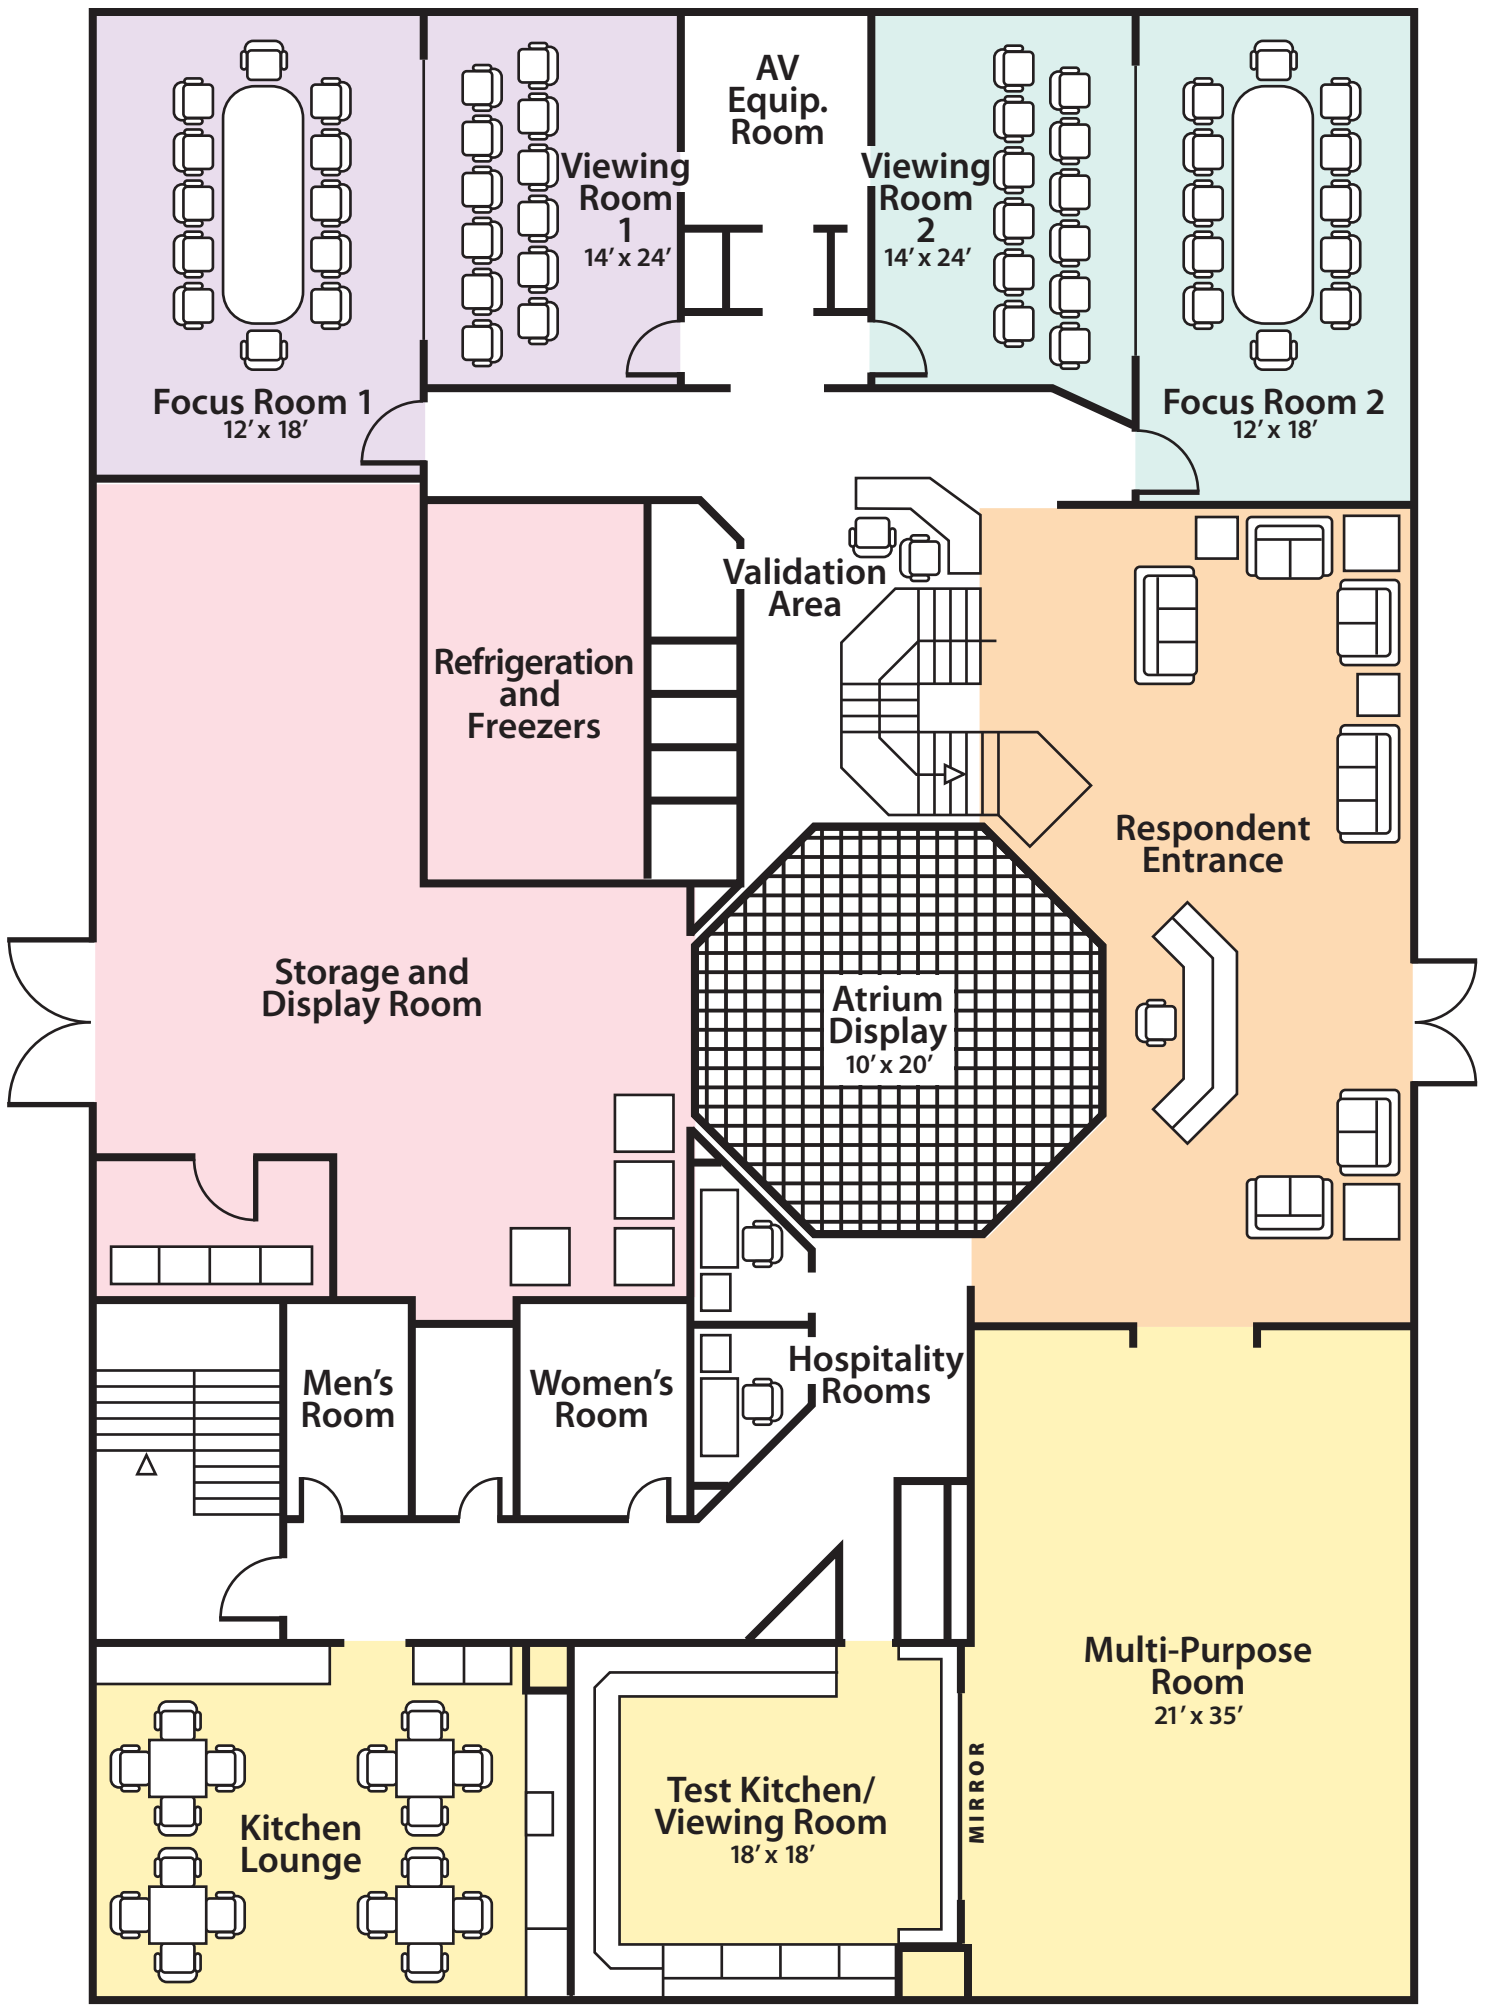 AV
Equip.
Room
Viewing
Room
1
14’ x 24’
Viewing
Room
2
14’ x 24’
Focus Room 1
12’ x 18’
Focus Room 2
12’ x 18’
Validation
Area
Refrigeration
and
Freezers
Respondent
Entrance
Storage and
Display Room
Atrium
Display
10’ x 20’
Men’s
Room
Women’s
Room
Hospitality
Rooms
Multi-Purpose
Room
21’ x 35’
MIRROR
Test Kitchen/
Viewing Room
18’ x 18’
Kitchen
Lounge